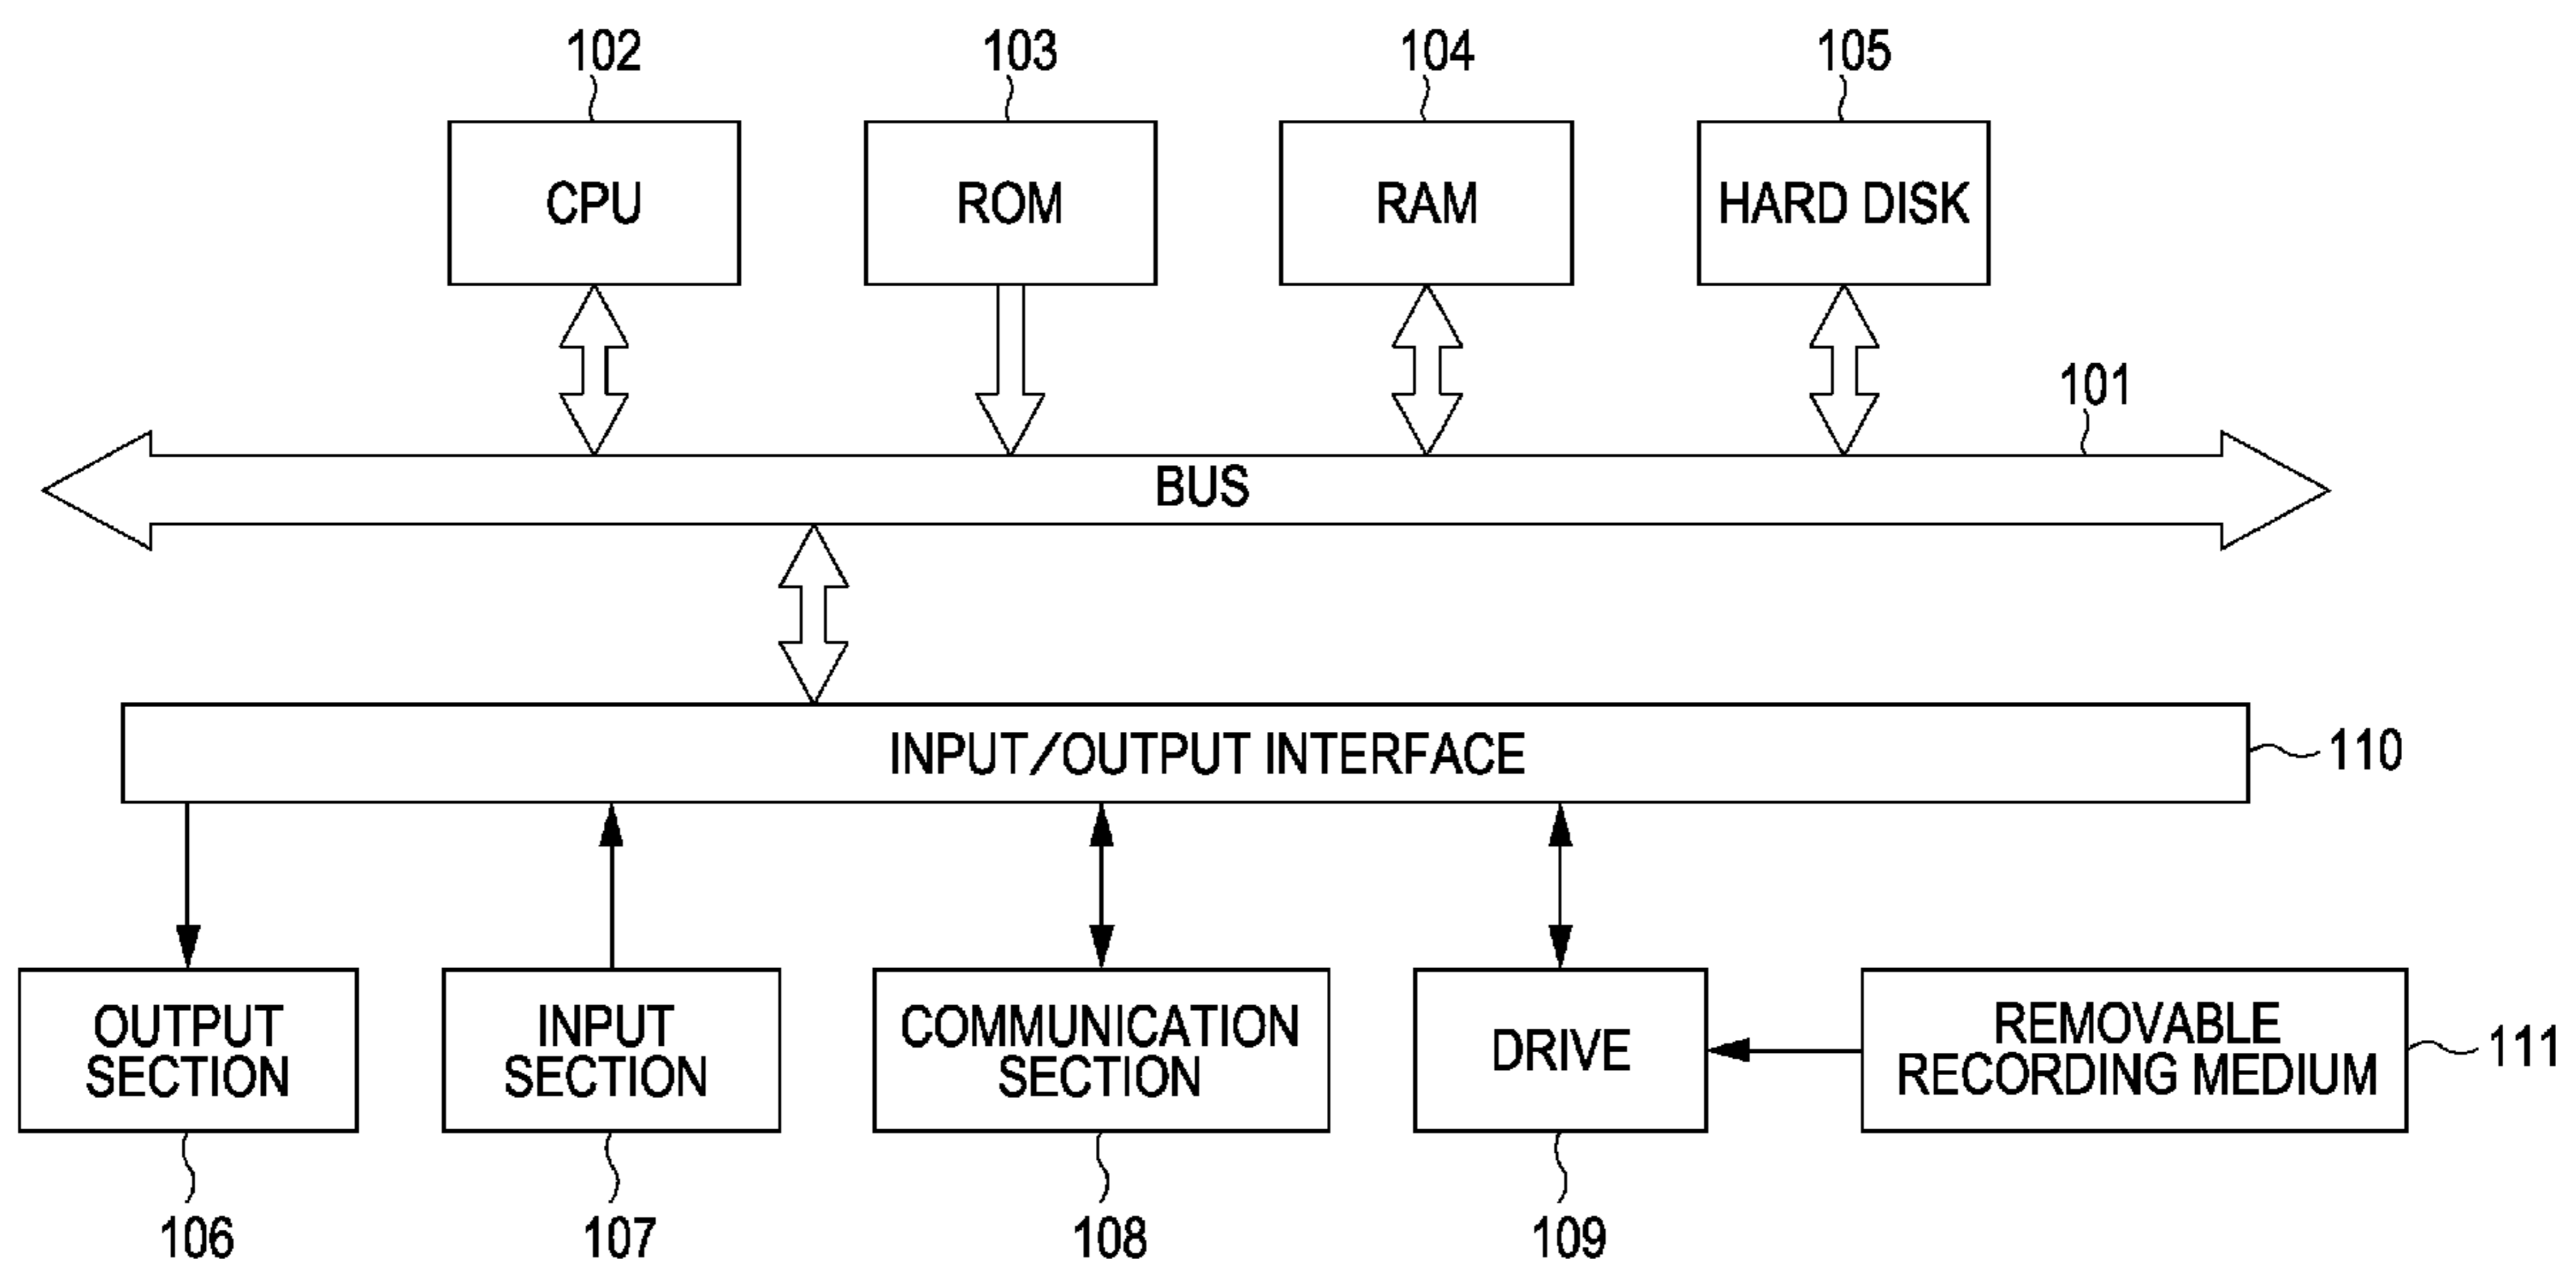 102
103
104
105
CPU
ROM
RAM
HARD DISK
101
BUS
INPUT/OUTPUT INTERFACE
110
OUTPUT
SECTION
INPUT
SECTION
COMMUNICATION
SECTION
DRIVE
REMOVABLE
RECORDING MEDIUM
111
106
107
108
109